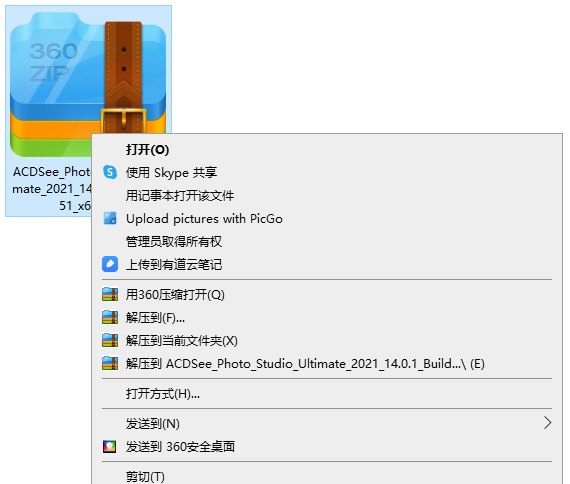 360
ZIP
ACDSee_Phot
mate_2021_14
51_x6
打开(O)
使用 Skype 共享
用记事本打开该文件
Upload pictures with PicGo
管理员取得所有权
上传到有道云笔记
用360压缩打开(Q)
解压到(F)...
解压到当前文件夹(X)
解压到 ACDSee_Photo_Studio_Ultimate_2021_14.0.1_Build...\ (E)
打开方式(H)...
发送到(N)
发送到 360安全桌面
剪切(T)